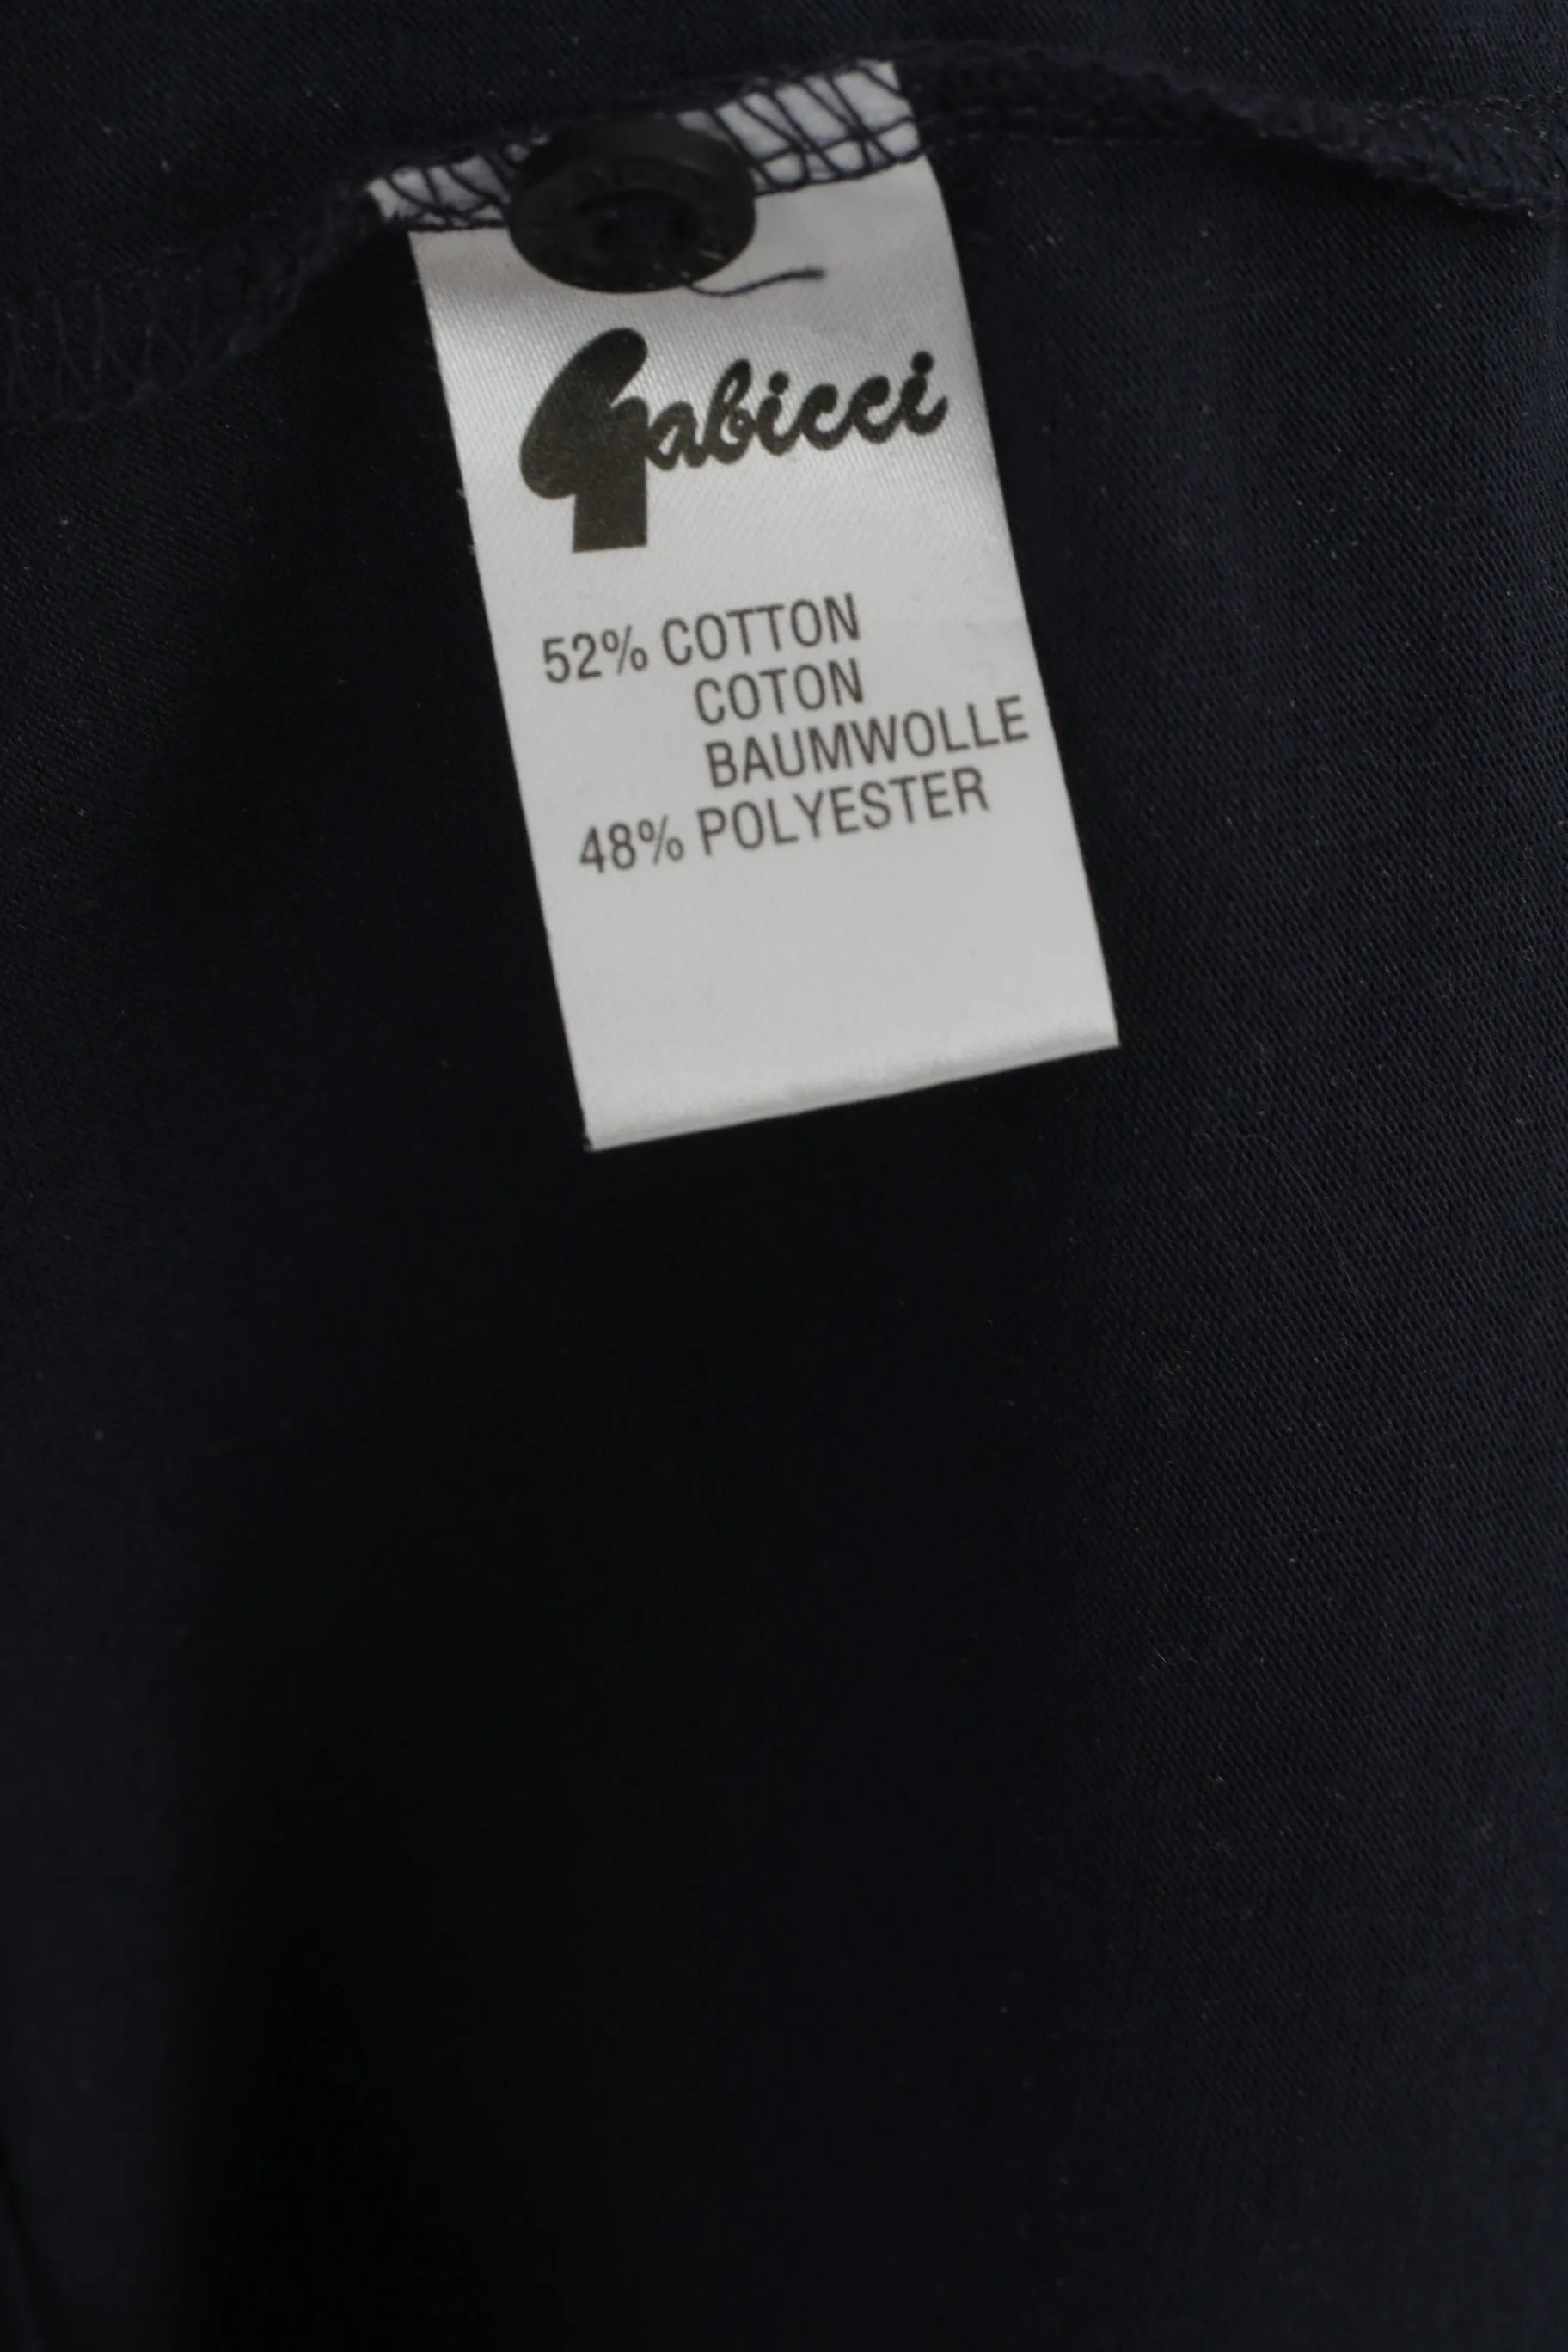 Gabicci
52% COTTON
COTON
BAUMWOLLE
48% POLYESTER